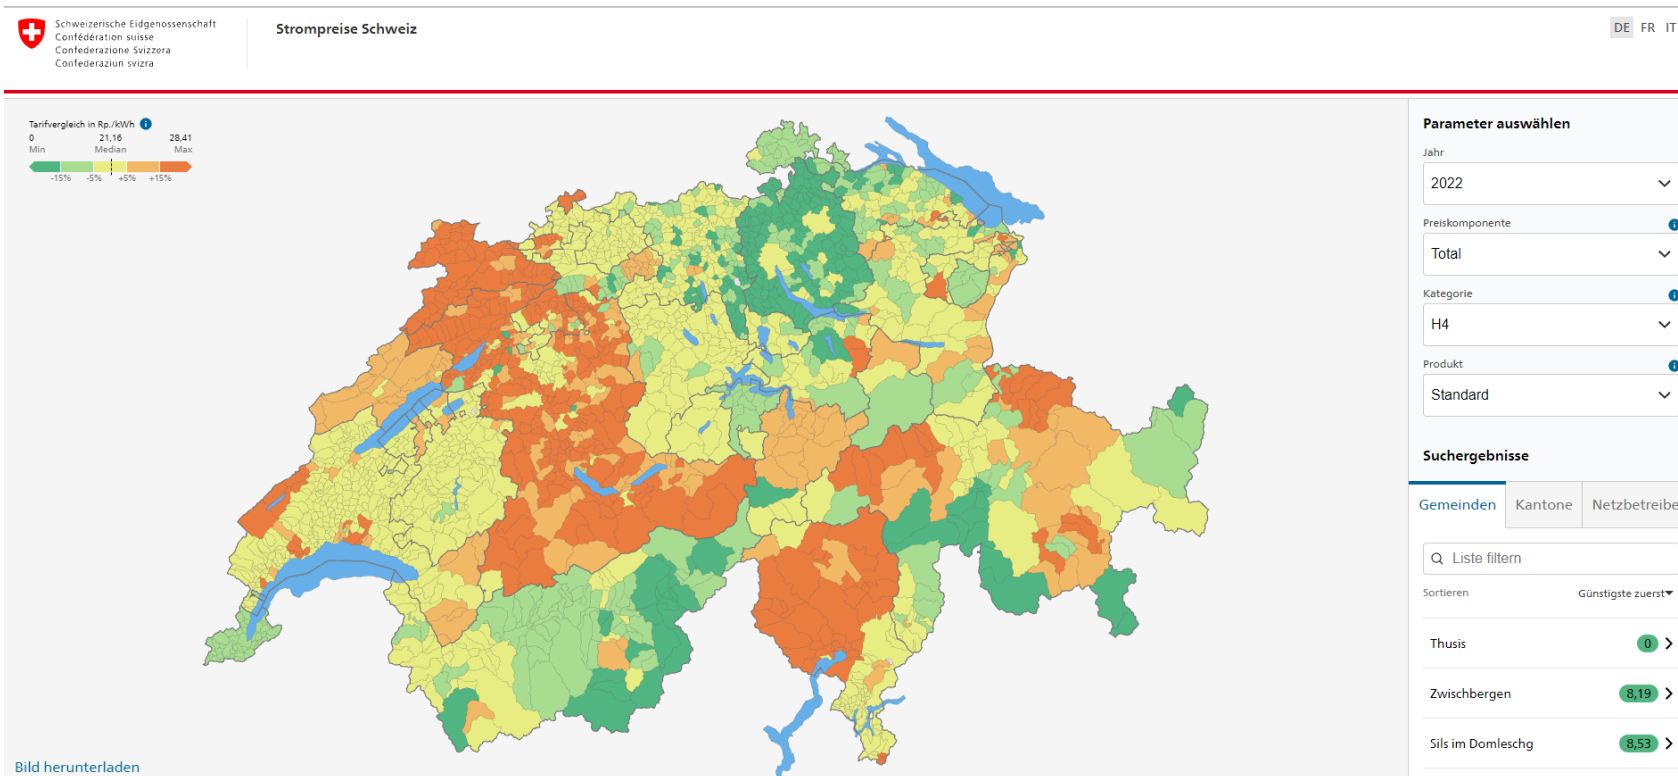 Schweizerische Eidgenossenschaft
Confédération suisse
Confederazione Svizzera
Confederaziun svizra
Strompreise Schweiz
DE FR IT
Tarifvergleich in Rp./kWh
0 21,16 28,41
Min Median Max
-15% -5% +5% +15%
Parameter auswählen
Jahr
2022
Preiskomponente
Total
Kategorie
H4
Produkt
Standard
Suchergebnisse
Gemeinden Kantone Netzbetreibe
Liste filtern
Sortieren Günstigste zuerst
Thusis 0
Zwischbergen 8,19
Sils im Domleschg 8,53
Bild herunterladen